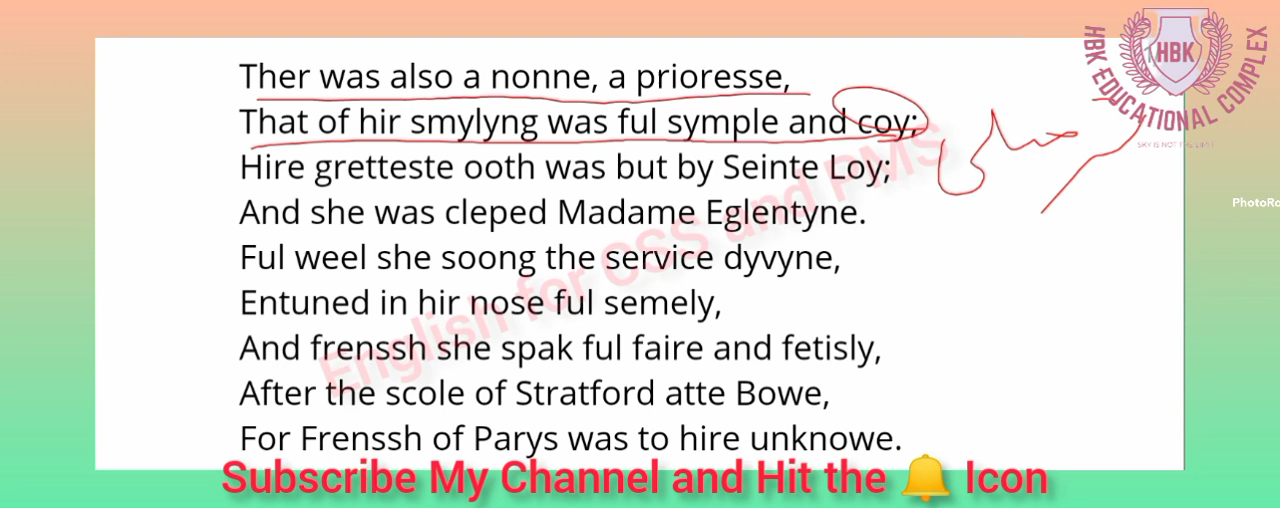 HBK EDUCATIONAL COMPLEX
HBK
Ther was also a nonne, a prioresse,
That of hir smylyng was ful symple and coy;
Hire gretteste ooth was but by Seinte Loy;
And she was cleped Madame Eglentyne.
Ful weel she soong the service dyvyne,
Entuned in hir nose ful semely,
And frenssh she spak ful faire and fetisly,
After the scole of Stratford atte Bowe,
For Frenssh of Parys was to hire unknowe.
English for CSS and PMS
PhotoRo
Subscribe My Channel and Hit the 🔔 Icon